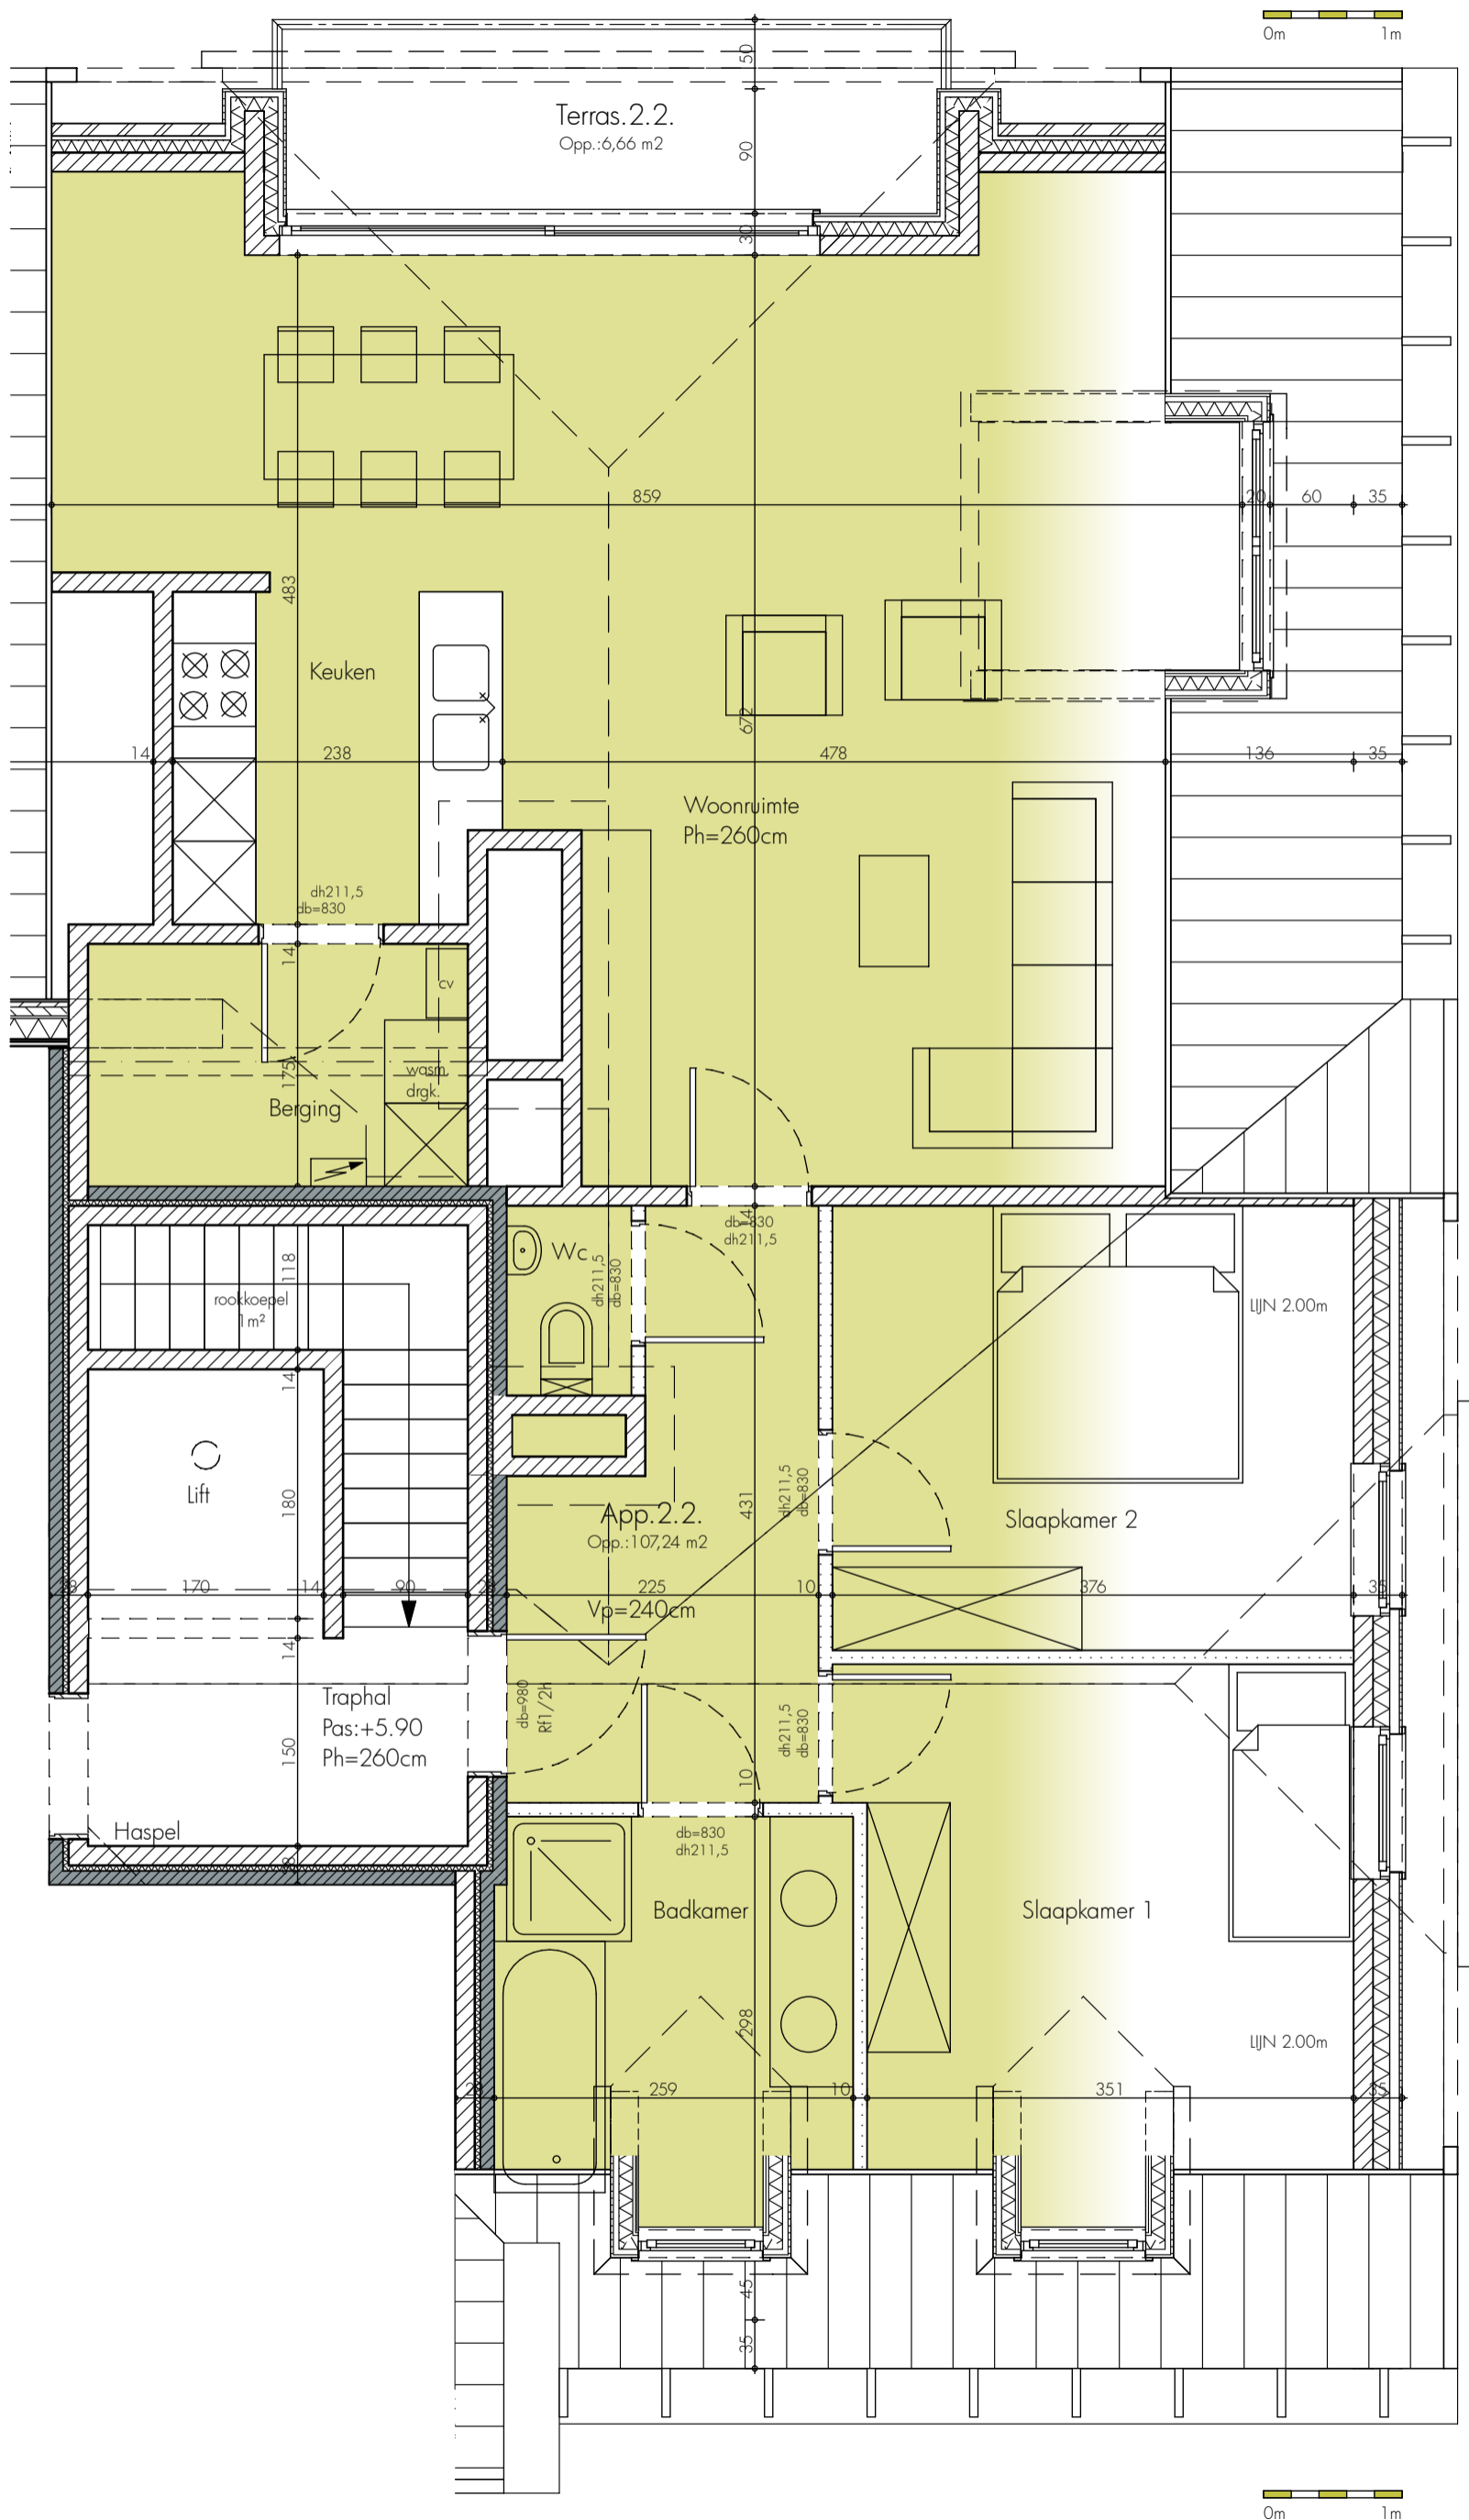 0m 1m
50
Terras.2.2.
Opp.:6,66 m2
90
30
859 20 60 35
483
Keuken
672
14 238 478 136 35
Woonruimte
Ph=260cm
dh211,5
db=830
14
cv
175
wasm.
drgk.
Berging
14
db=830
dh211,5
Wc
dh211,5
db=830
118
rookkoepel
1m²
LIJN 2.00m
14
Lift
180
431
dh211,5
db=830
App.2.2.
Opp.:107,24 m2
Slaapkamer 2
170 14 90 225 10 376 35
Vp=240cm
14
Traphal
Pas:+5.90
Ph=260cm
db=980
Rf1/2h
dh211,5
db=830
150
10
Haspel
db=830
dh211,5
Badkamer
Slaapkamer 1
298
LIJN 2.00m
259 10 351 35
45
35
0m 1m